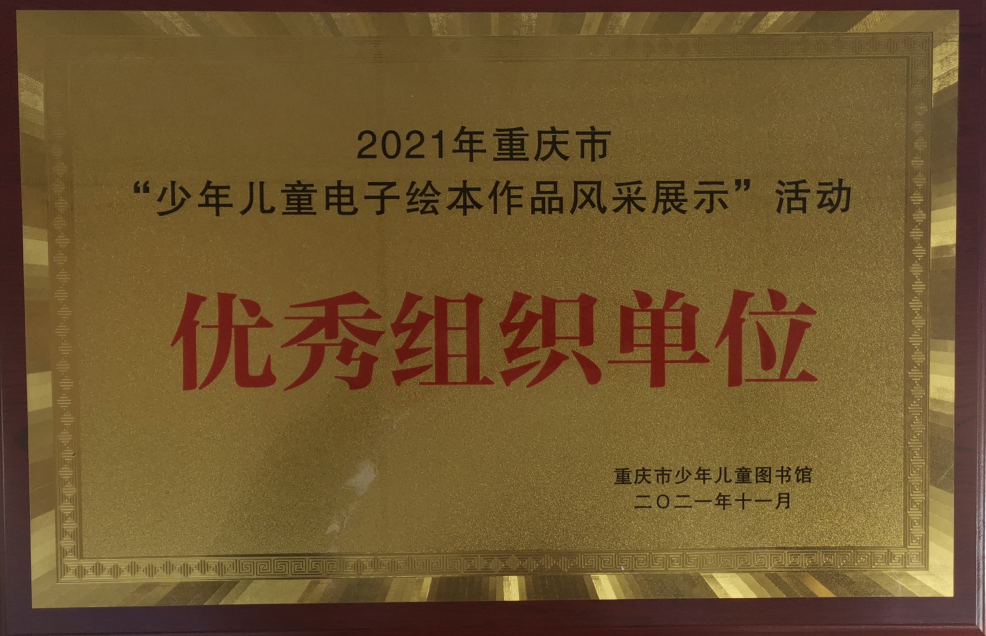 2021年重庆市
“少年儿童电子绘本作品风采展示”活动
优秀组织单位
重庆市少年儿童图书馆
二〇二一年十一月